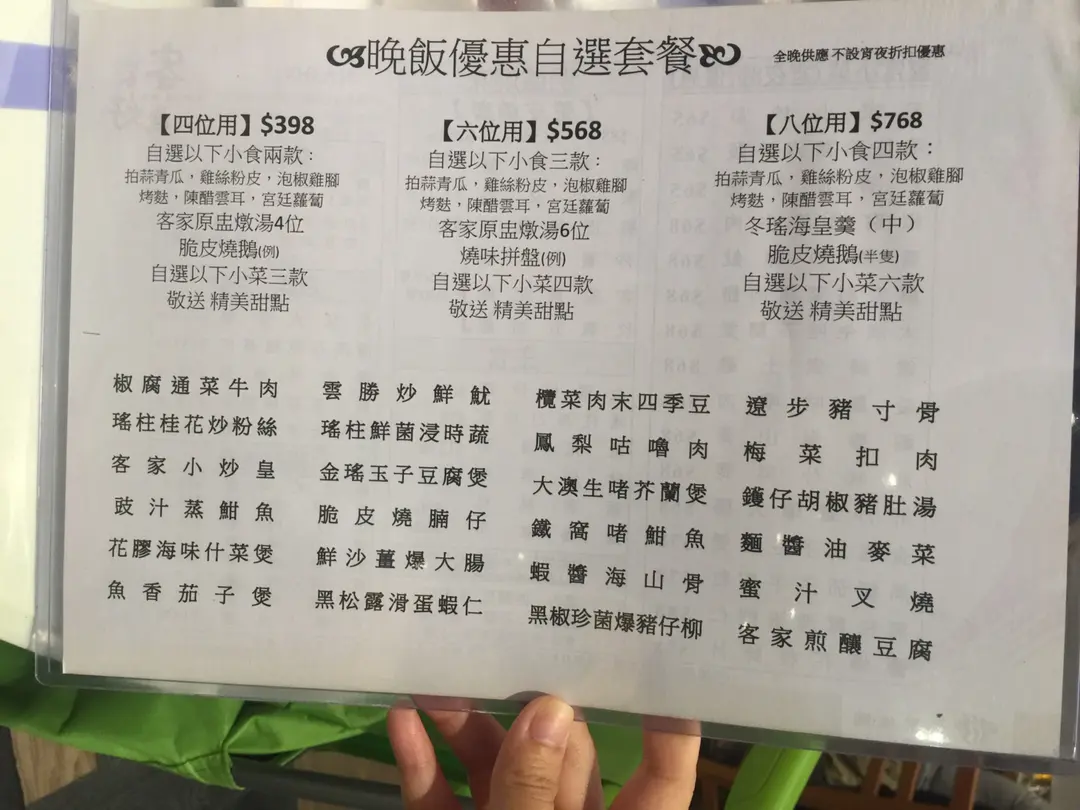 晚飯優惠自選套餐
全晚供應 不設宵夜折扣優惠
【四位用】$398
自選以下小食兩款：
拍蒜青瓜，雞絲粉皮，泡椒雞腳
烤麩，陳醋雲耳，宮廷蘿蔔
客家原盅燉湯4位
脆皮燒鵝(例)
自選以下小菜三款
敬送 精美甜點
【六位用】$568
自選以下小食三款：
拍蒜青瓜，雞絲粉皮，泡椒雞腳
烤麩，陳醋雲耳，宮廷蘿蔔
客家原盅燉湯6位
燒味拼盤(例)
自選以下小菜四款
敬送 精美甜點
【八位用】$768
自選以下小食四款：
拍蒜青瓜，雞絲粉皮，泡椒雞腳
烤麩，陳醋雲耳，宮廷蘿蔔
冬瑤海皇羹（中）
脆皮燒鵝(半隻)
自選以下小菜六款
敬送 精美甜點
椒腐通菜牛肉
瑤柱桂花炒粉絲
客家小炒皇
豉汁蒸鮒魚
花膠海味什菜煲
魚香茄子煲
雲勝炒鮮魷
瑤柱鮮菌浸時蔬
金瑤玉子豆腐煲
脆皮燒腩仔
鮮沙薑爆大腸
黑松露滑蛋蝦仁
欖菜肉末四季豆
鳳梨咕嚕肉
大澳生啫芥蘭煲
鐵窩啫鮒魚
蝦醬海山骨
黑椒珍菌爆豬仔柳
遼步豬寸骨
梅菜扣肉
鑊仔胡椒豬肚湯
麵醬油麥菜
蜜汁叉燒
客家煎釀豆腐